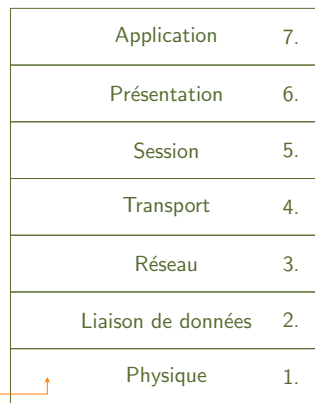 Application 7.
Présentation 6.
Session 5.
Transport 4.
Réseau 3.
Liaison de données 2.
Physique 1.